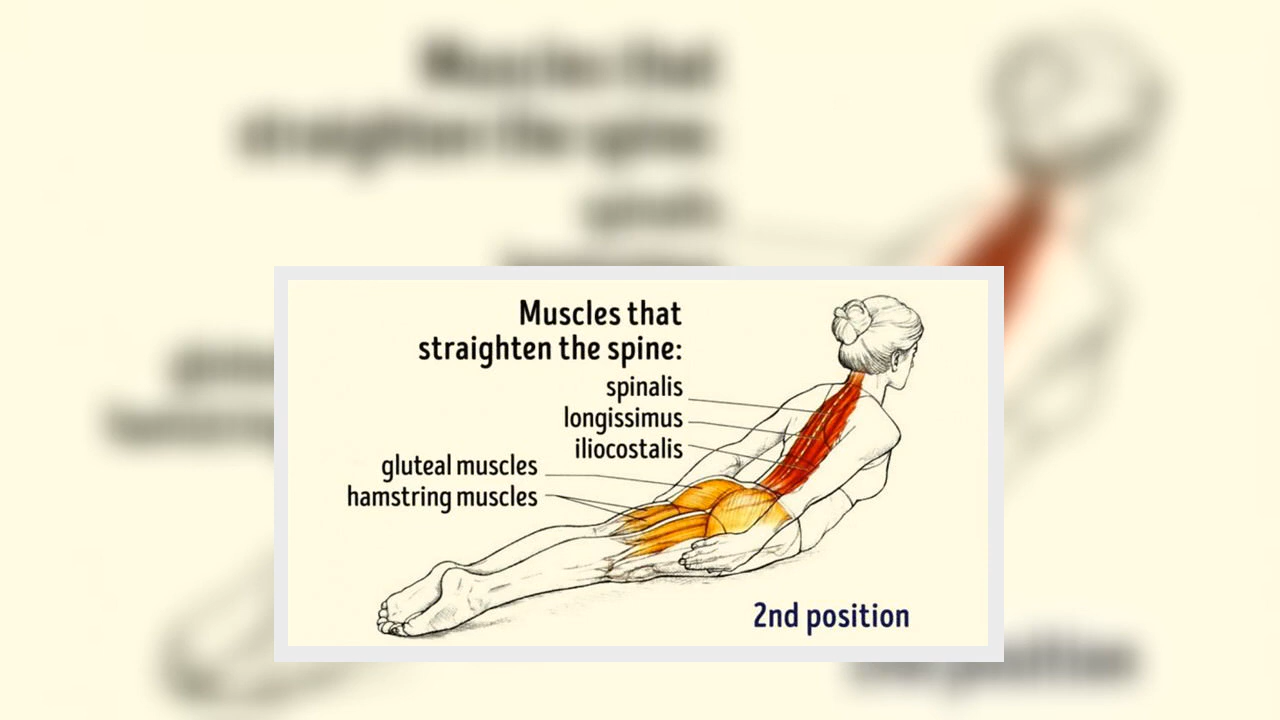 Muscles that
straighten the spine:
spinalis
longissimus
iliocostalis
gluteal muscles
hamstring muscles
2nd position